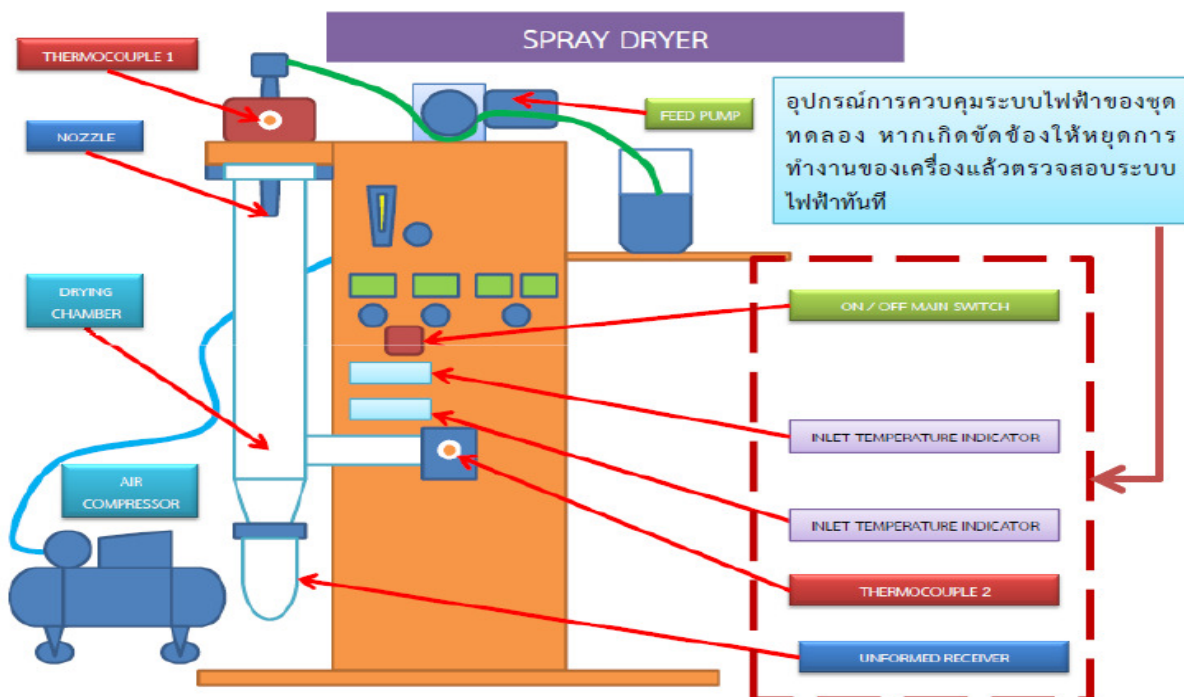 SPRAY DRYER
THERMOCOUPLE 1
NOZZLE
FEED PUMP
อุปกรณ์การควบคุมระบบไฟฟ้าของชุด
ทดลอง หากเกิดขัดข้องให้หยุดการ
ทำงานของเครื่องแล้วตรวจสอบระบบ
ไฟฟ้าทันที
DRYING
CHAMBER
ON / OFF MAIN SWITCH
INLET TEMPERATURE INDICATOR
AIR
COMPRESSOR
INLET TEMPERATURE INDICATOR
THERMOCOUPLE 2
UNFORMED RECEIVER